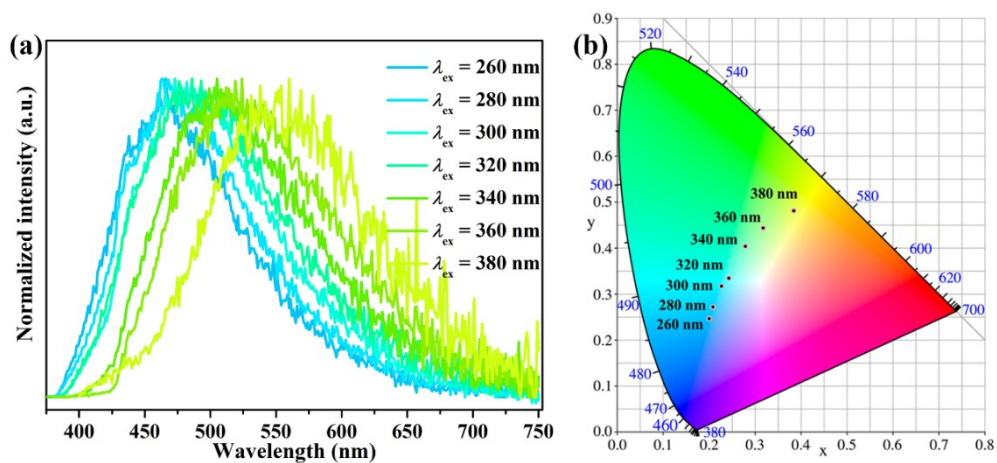 (a)
Normalized intensity (a.u.)
λex = 260 nm
λex = 280 nm
λex = 300 nm
λex = 320 nm
λex = 340 nm
λex = 360 nm
λex = 380 nm
400 450 500 550 600 650 700 750
Wavelength (nm)
(b)
0.9
0.8
0.7
0.6
0.5
y
0.4
0.3
0.2
0.1
0.0
0.0 0.1 0.2 0.3 0.4 0.5 0.6 0.7 0.8
x
520
540
560
580
600
620
700
500
490
480
470
460
380
380 nm
360 nm
340 nm
320 nm
300 nm
280 nm
260 nm